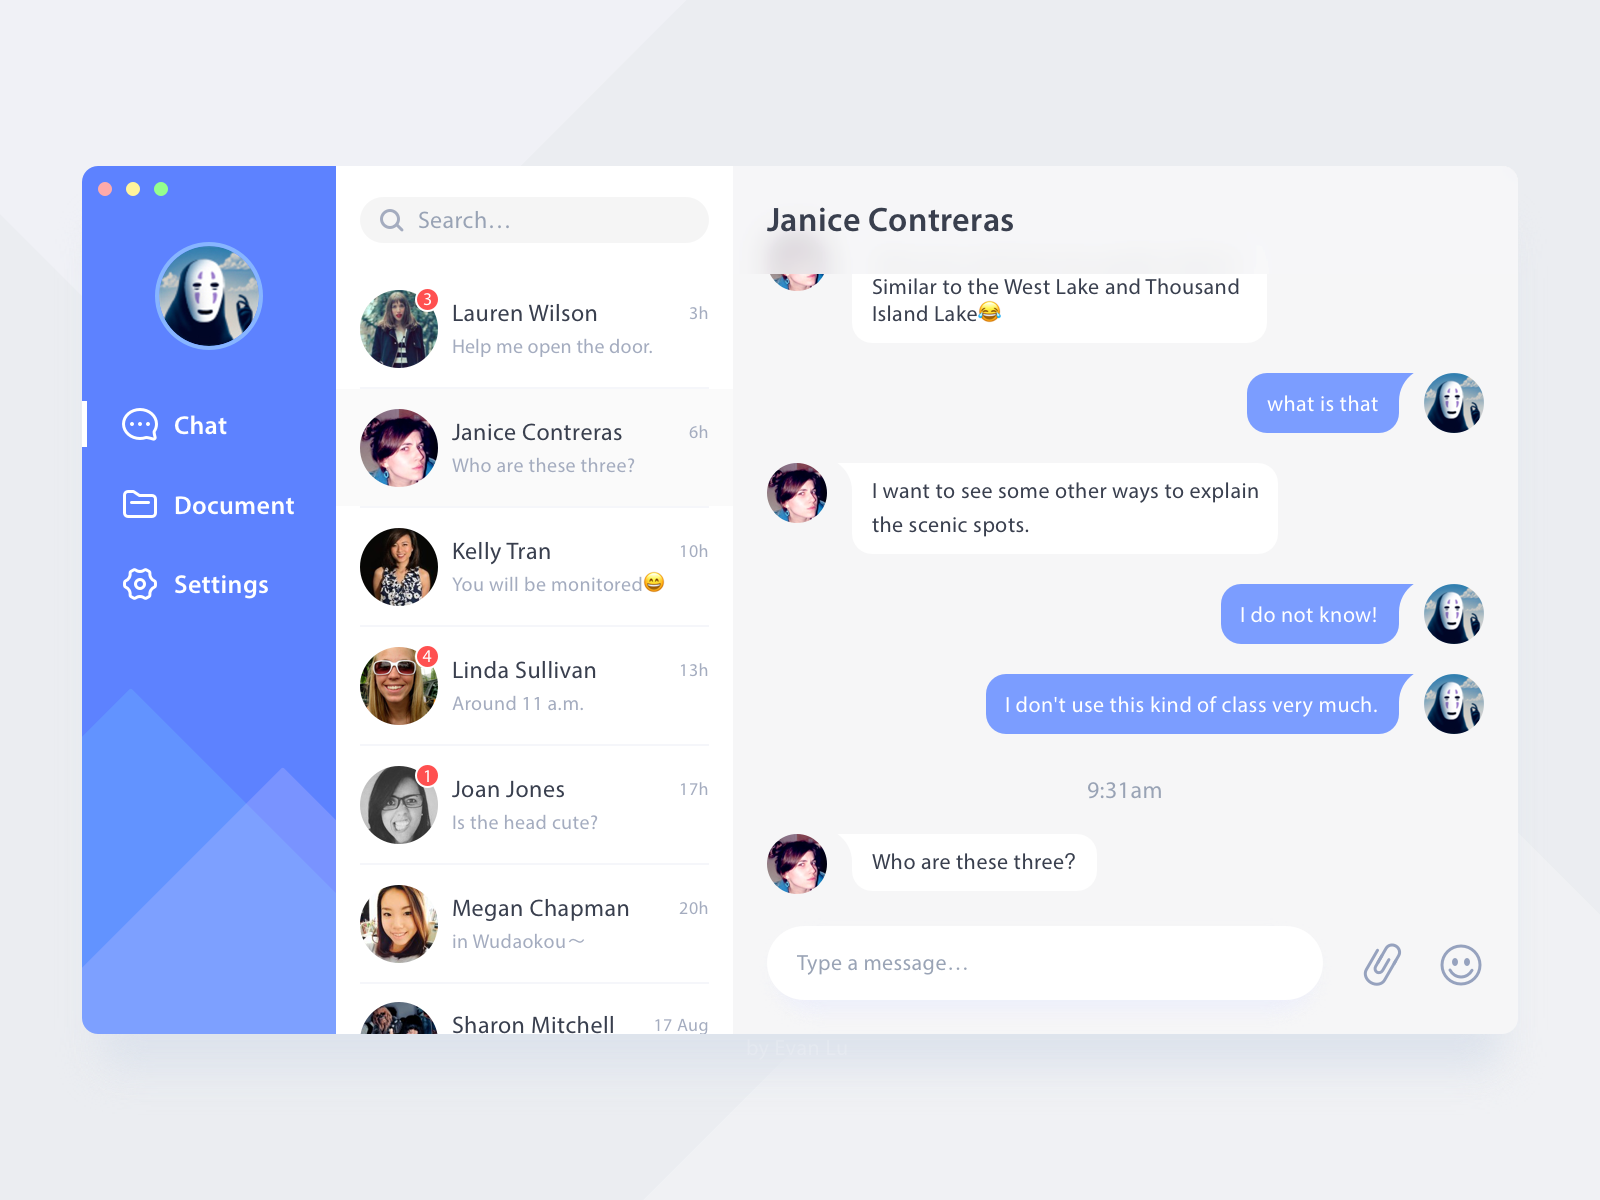 Chat
Document
Settings
Search...
3
Lauren Wilson
3h
Help me open the door.
Janice Contreras
6h
Who are these three?
Kelly Tran
10h
You will be monitored😄
4
Linda Sullivan
13h
Around 11 a.m.
1
Joan Jones
17h
Is the head cute?
Megan Chapman
20h
in Wudaokou～
Sharon Mitchell
17 Aug
Janice Contreras
Similar to the West Lake and Thousand
Island Lake😂
what is that
I want to see some other ways to explain
the scenic spots.
I do not know!
I don't use this kind of class very much.
9:31am
Who are these three?
Type a message...
by Evan Lu